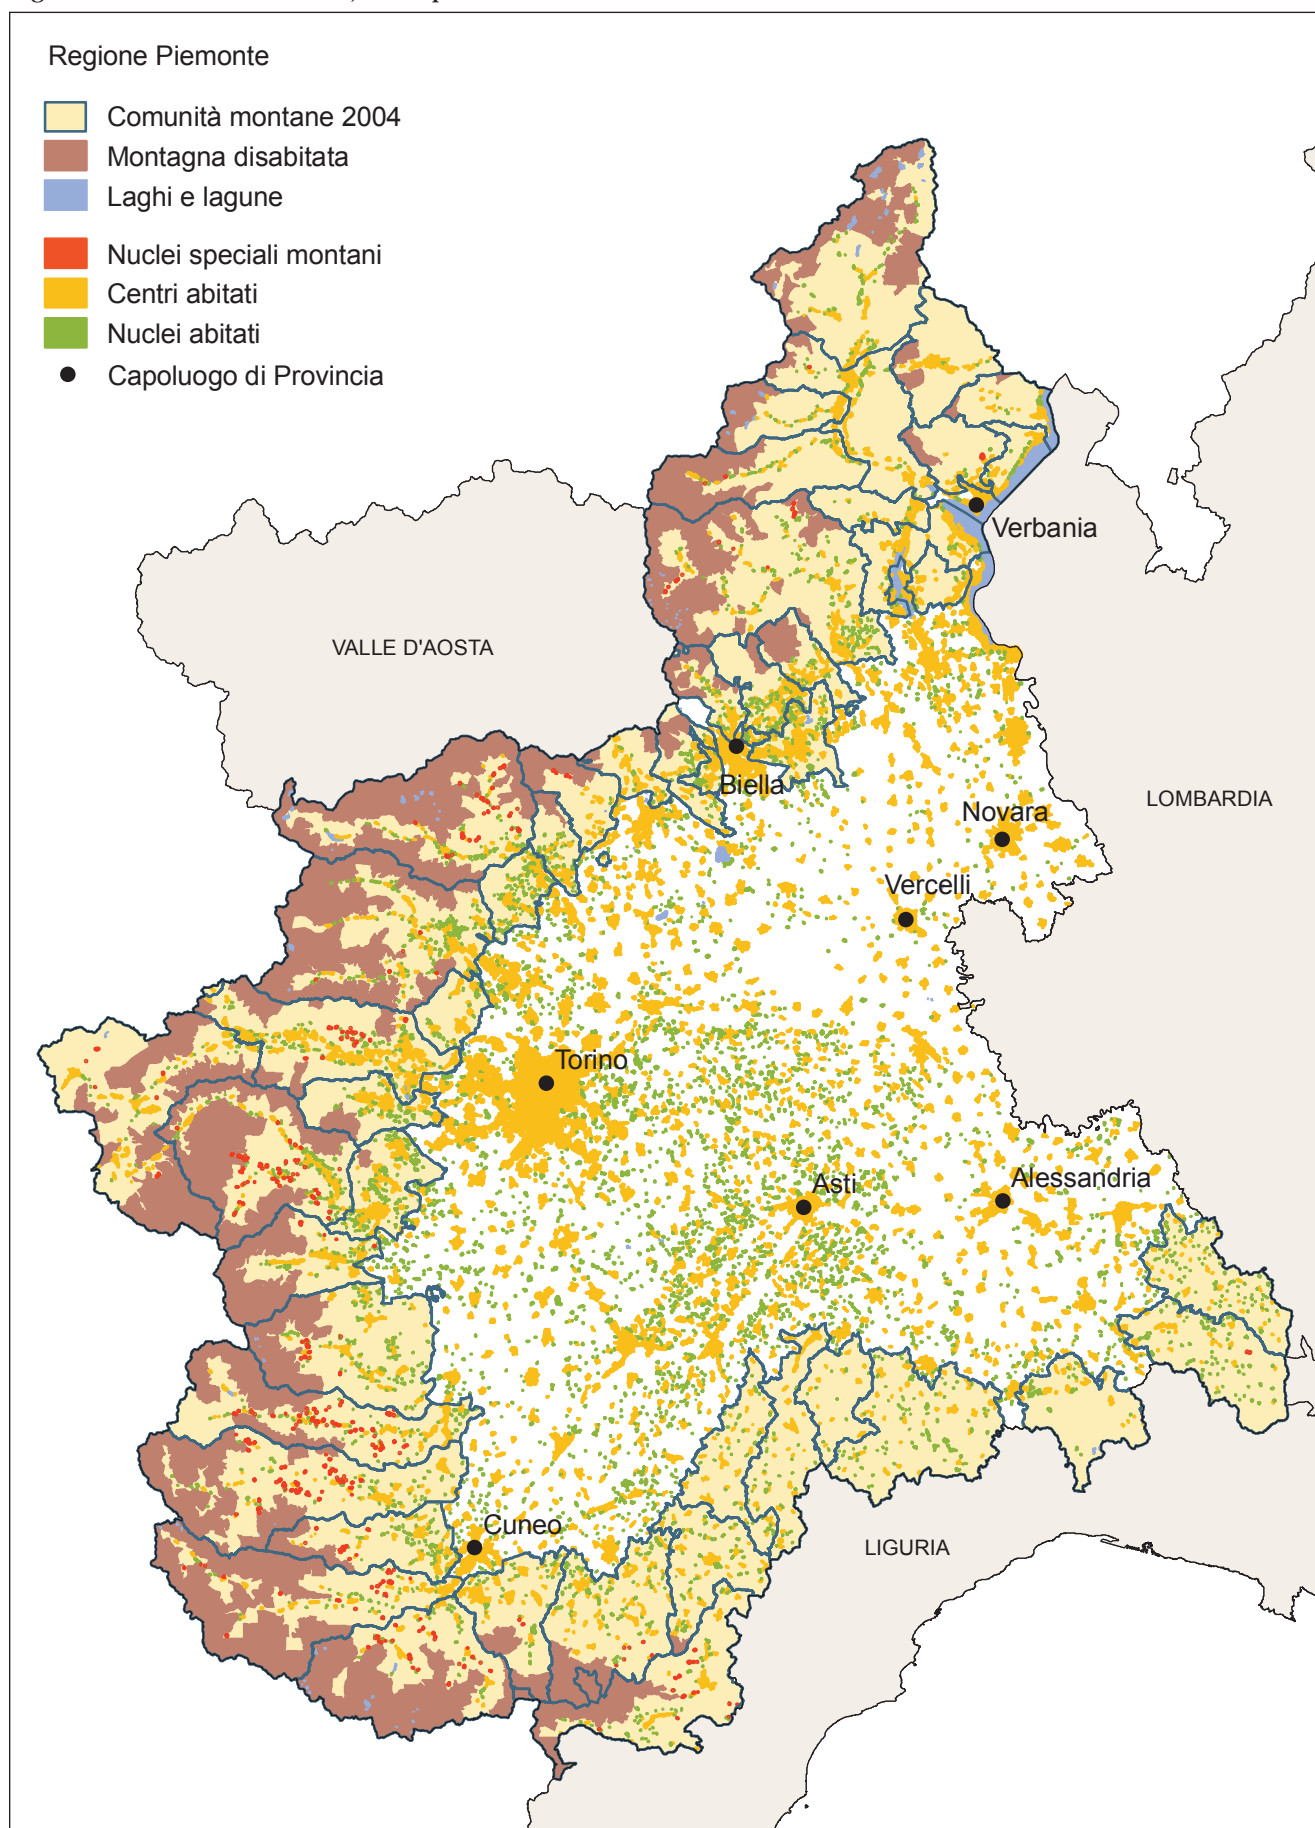 Regione Piemonte
Comunità montane 2004
Montagna disabitata
Laghi e lagune
Nuclei speciali montani
Centri abitati
Nuclei abitati
Capoluogo di Provincia
Verbania
VALLE D'AOSTA
Biella
LOMBARDIA
Novara
Vercelli
Torino
Asti
Alessandria
Cuneo
LIGURIA